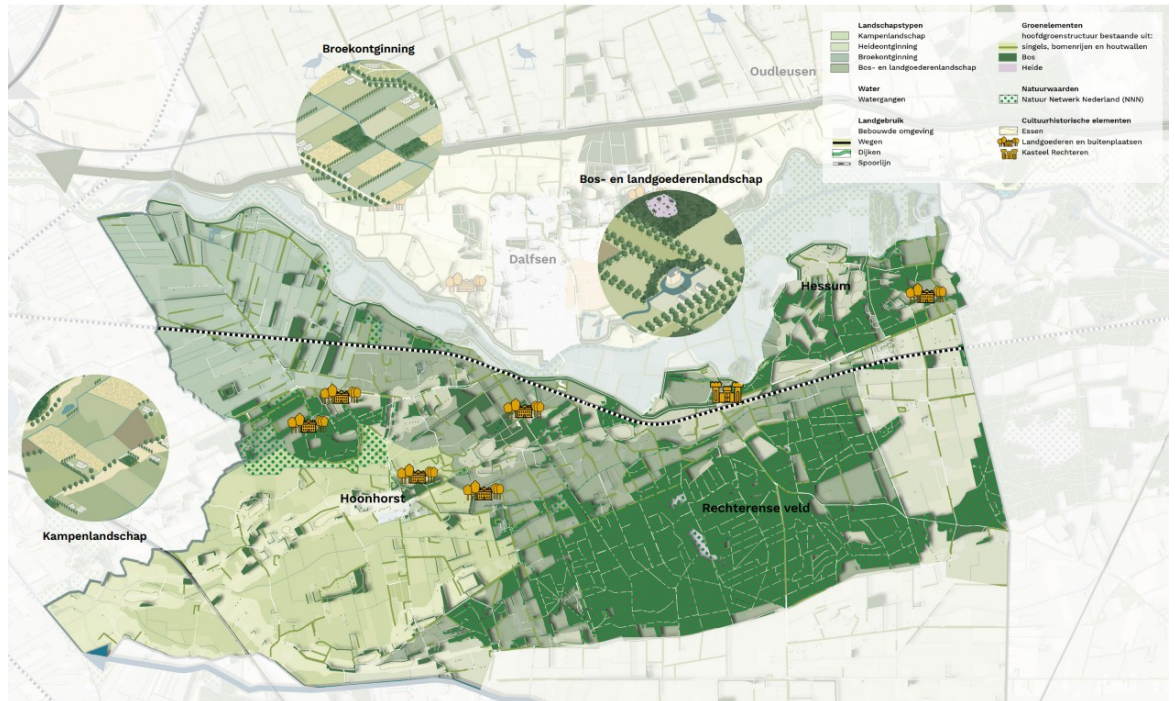 Broekontginning
Oudleusen
Bos- en landgoederenlandschap
Dalfsen
Hessum
Hoonhorst
Rechterense veld
Kampenlandschap
Landschapstypen
Kampenlandschap
Heideontginning
Broekontginning
Bos- en landgoederenlandschap
Water
Watergangen
Landgebruik
Bebouwde omgeving
Wegen
Dijken
Spoorlijn
Groenelementen
hoofdgroenstructuur bestaande uit:
singels, bomenrijen en houtwallen
Bos
Heide
Natuurwaarden
Natuur Netwerk Nederland (NNN)
Cultuurhistorische elementen
Essen
Landgoederen en buitenplaatsen
Kasteel Rechteren